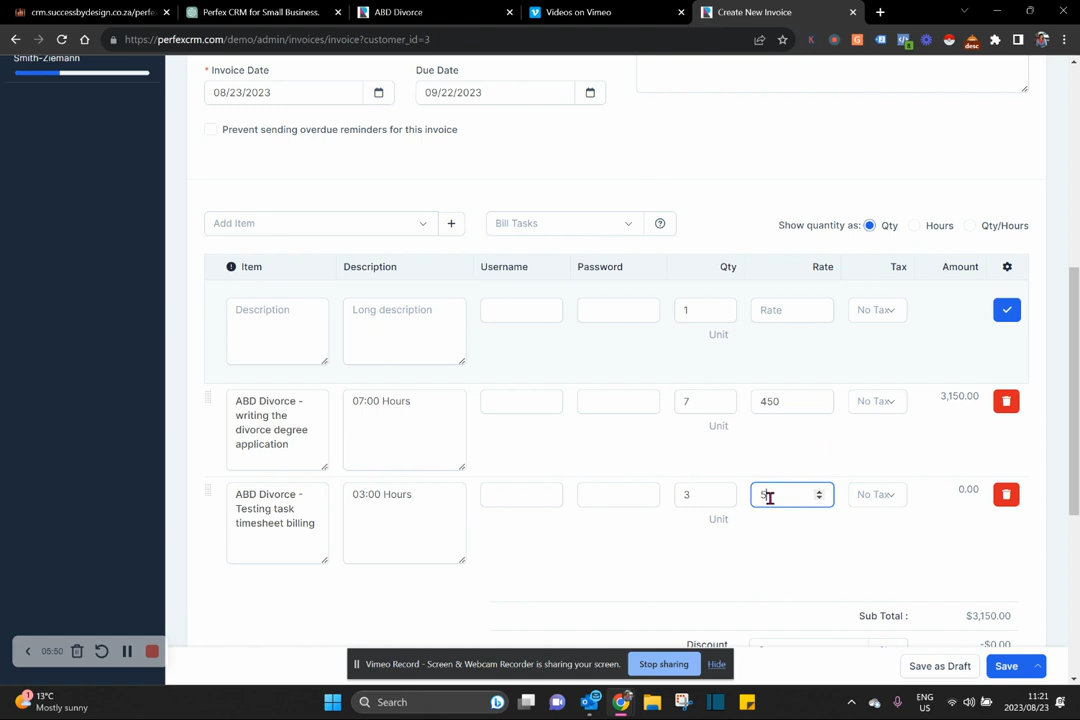 crm.successbydesign.co.za/perfe
Perfex CRM for Small Business.
ABD Divorce
Videos on Vimeo
Create New Invoice
https://perfexcrm.com/demo/admin/invoices/invoice?customer_id=3
desc
Smith-Ziemann
* Invoice Date
Due Date
08/23/2023
09/22/2023
Prevent sending overdue reminders for this invoice
Add Item
Bill Tasks
Show quantity as:
Qty
Hours
Qty/Hours
Item
Description
Username
Password
Qty
Rate
Tax
Amount
Description
Long description
1
Rate
No Tax
Unit
ABD Divorce -
writing the
divorce degree
application
07:00 Hours
7
450
No Tax
3,150.00
Unit
ABD Divorce -
Testing task
timesheet billing
03:00 Hours
3
5
No Tax
0.00
Unit
Sub Total :
$3,150.00
Discount
-$0.00
05:50
Vimeo Record - Screen & Webcam Recorder is sharing your screen.
Stop sharing
Hide
Save as Draft
Save
13°C
Mostly sunny
Search
ENG
US
11:21
2023/08/23